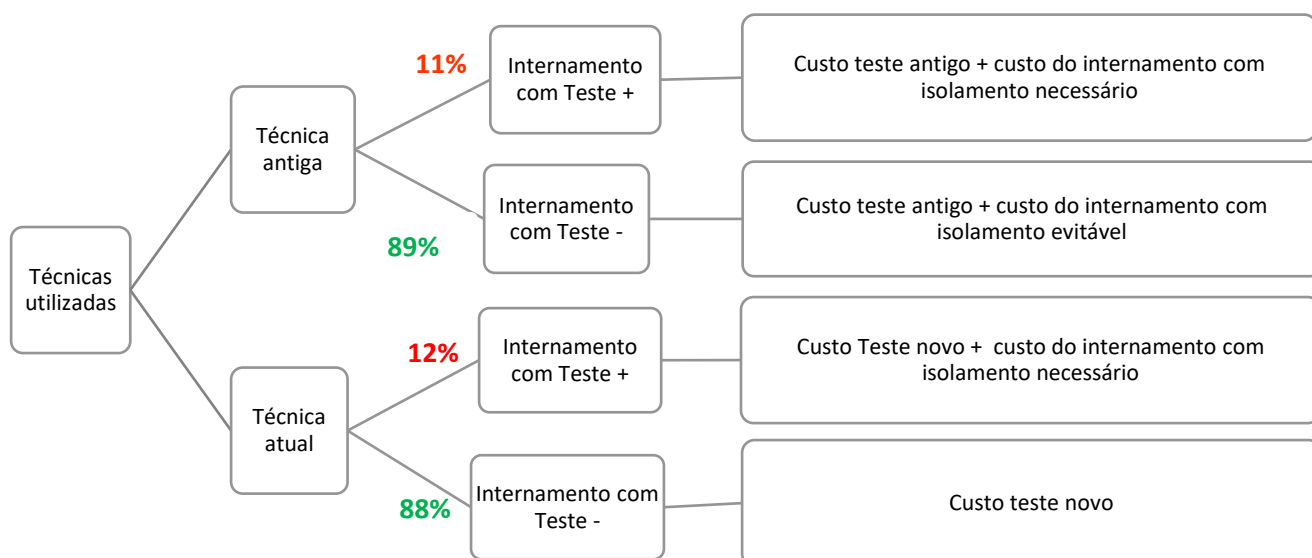 Técnicas
utilizadas
Técnica
antiga
11%
Internamento
com Teste +
Custo teste antigo + custo do internamento com
isolamento necessário
89%
Internamento
com Teste -
Custo teste antigo + custo do internamento com
isolamento evitável
Técnica
atual
12%
Internamento
com Teste +
Custo Teste novo + custo do internamento com
isolamento necessário
88%
Internamento com
Teste -
Custo teste novo